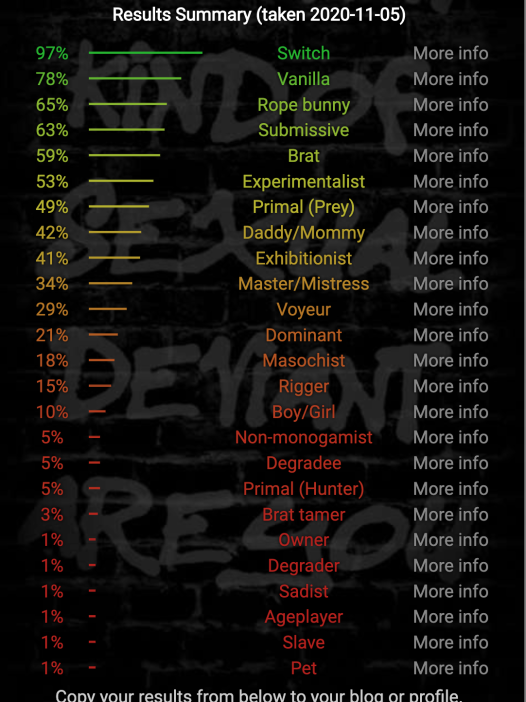 Results Summary (taken 2020-11-05)
97% Switch More info
78% Vanilla More info
65% Rope bunny More info
63% Submissive More info
59% Brat More info
53% Experimentalist More info
49% Primal (Prey) More info
42% Daddy/Mommy More info
41% Exhibitionist More info
34% Master/Mistress More info
29% Voyeur More info
21% Dominant More info
18% Masochist More info
15% Rigger More info
10% Boy/Girl More info
5% Non-monogamist More info
5% Degradee More info
5% Primal (Hunter) More info
3% Brat tamer More info
1% Owner More info
1% Degrader More info
1% Sadist More info
1% Ageplayer More info
1% Slave More info
1% Pet More info
Copy your results from below to your blog or profile.
KIND OF
SEXUAL
DEVIANT
ARE YOU